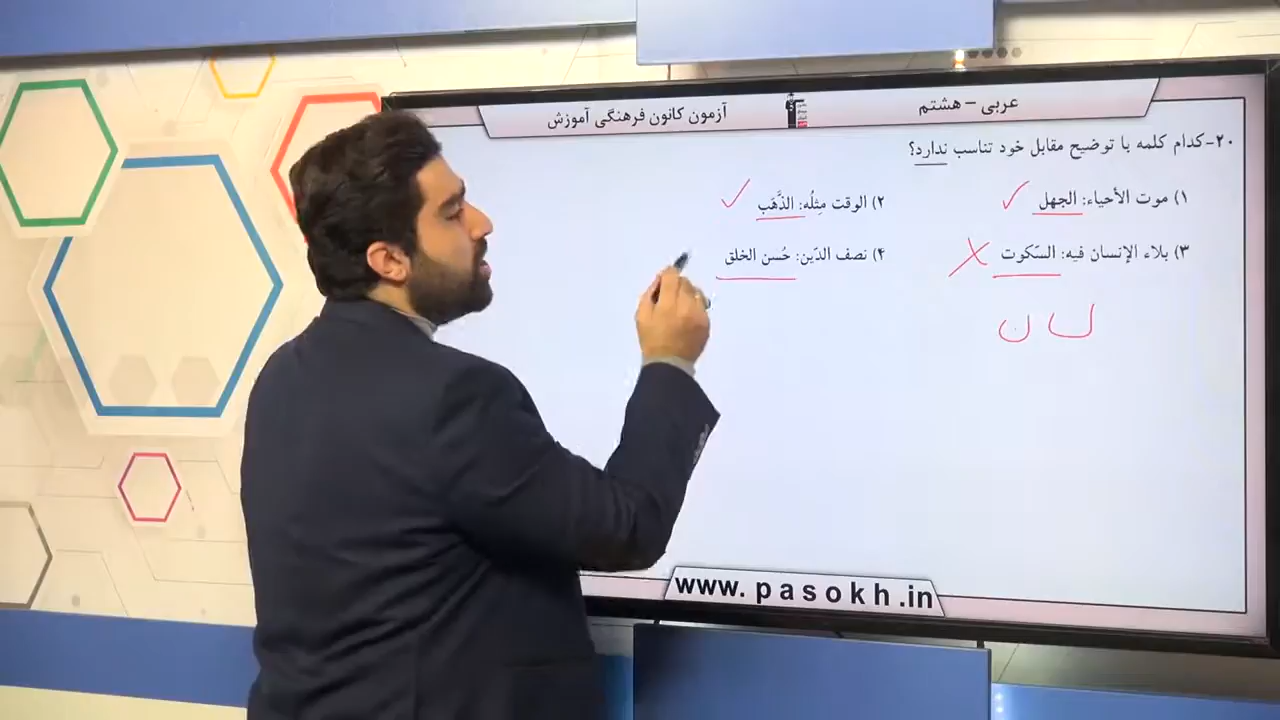 عربی – هشتم
آزمون کانون فرهنگی آموزش
۲۰-کدام کلمه با توضیح مقابل خود تناسب ندارد؟
۱) موت الأحیاء: الجهل
۲) الوقت مِثلُه: الذَّهَب
۳) بلاء الإنسان فیه: السّکوت
۴) نصف الدّین: حُسن الخلق
ل ن
www.pasokh.in